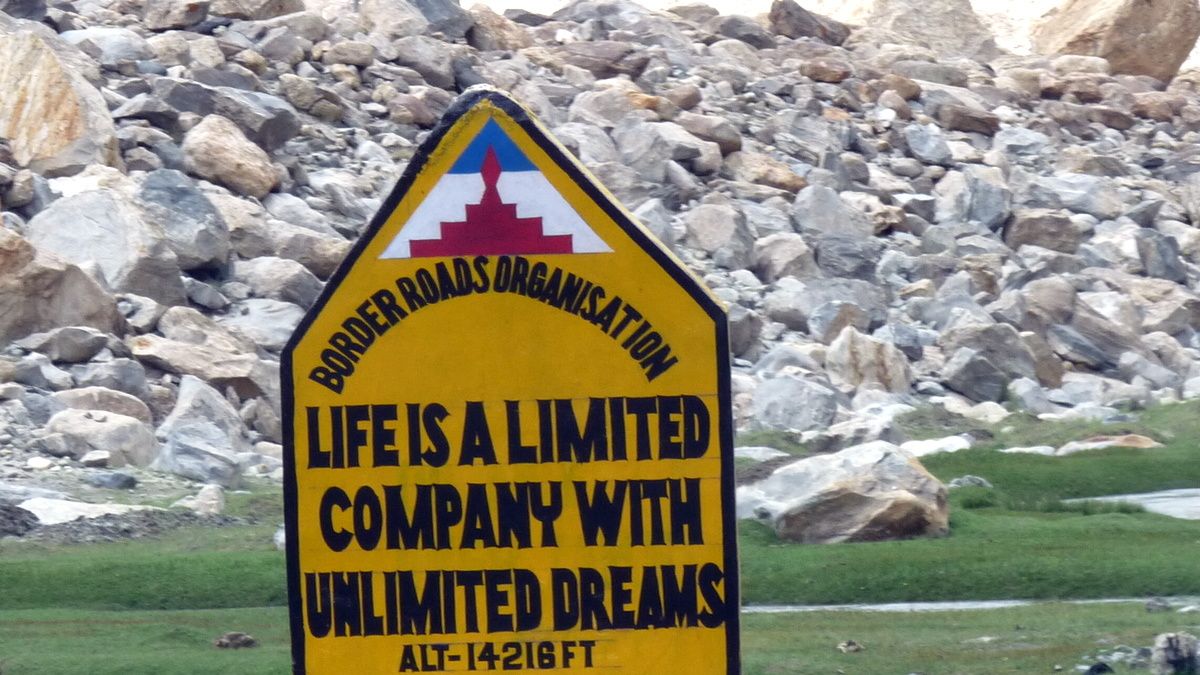 BORDER ROADS ORGANISATION
LIFE IS A LIMITED
COMPANY WITH
UNLIMITED DREAMS
ALT-14216 FT